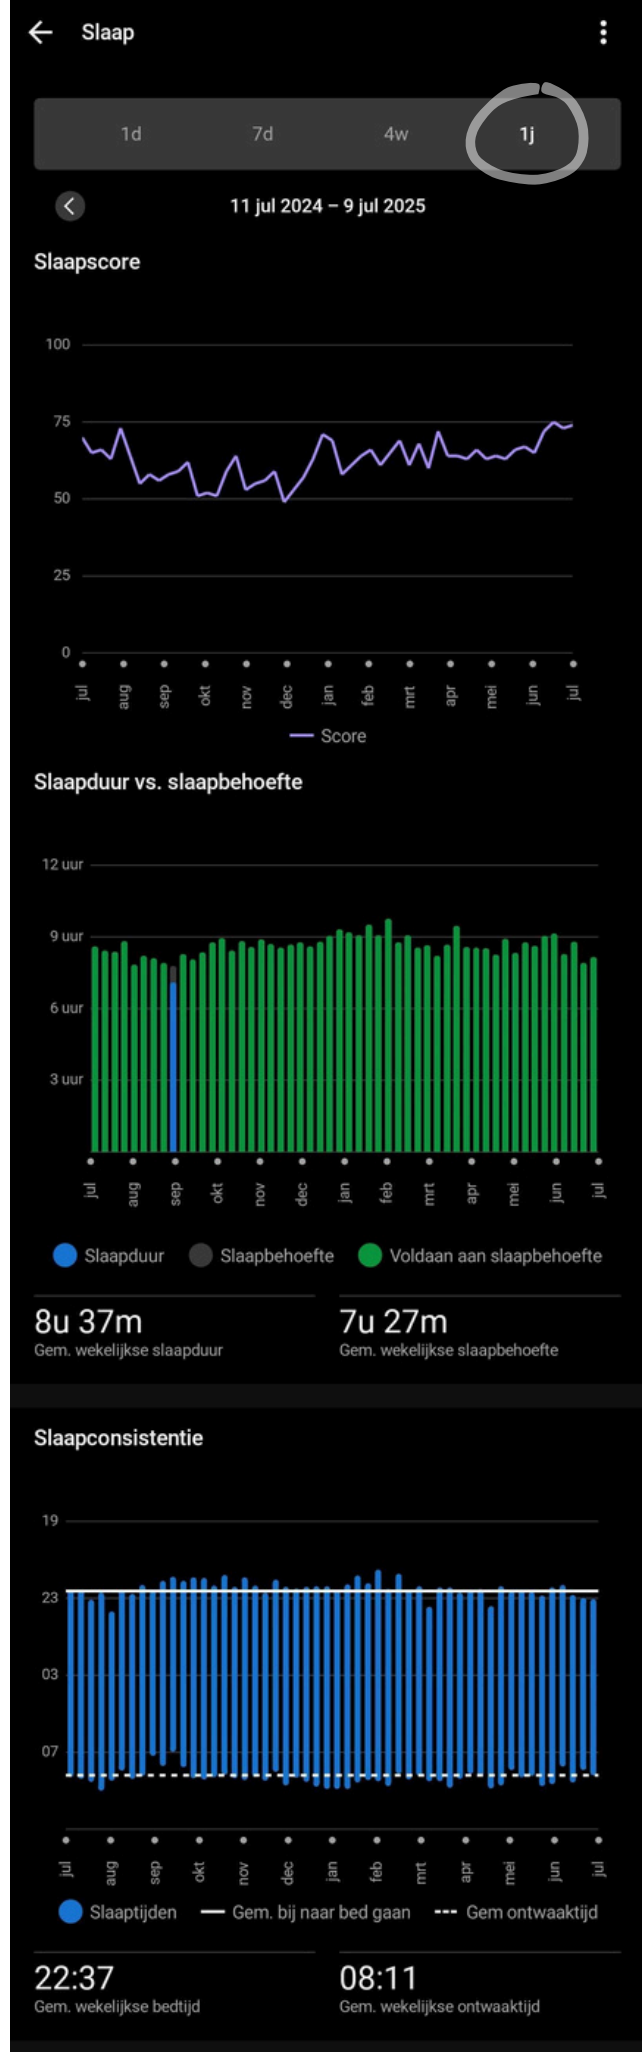 Slaap
1d 7d 4w 1j
11 jul 2024 – 9 jul 2025
Slaapscore
100
75
50
25
0
jul aug sep okt nov dec jan feb mrt apr mei jun jul
Score
Slaapduur vs. slaapbehoefte
12 uur
9 uur
6 uur
3 uur
jul aug sep okt nov dec jan feb mrt apr mei jun jul
Slaapduur Slaapbehoefte Voldaan aan slaapbehoefte
8u 37m 7u 27m
Gem. wekelijkse slaapduur Gem. wekelijkse slaapbehoefte
Slaapconsistentie
19
23
03
07
jul aug sep okt nov dec jan feb mrt apr mei jun jul
Slaaptijden Gem. bij naar bed gaan Gem ontwaaktijd
22:37 08:11
Gem. wekelijkse bedtijd Gem. wekelijkse ontwaaktijd